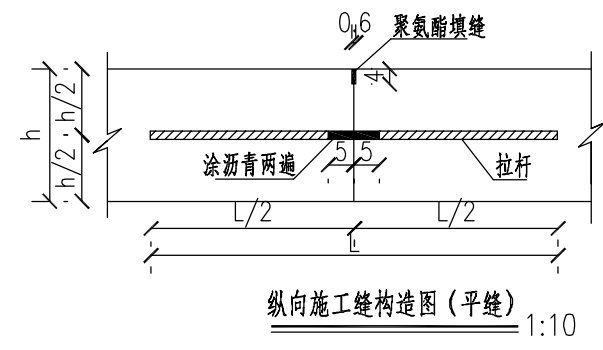 0,6
聚氨酯填缝
4
h
h/2
h/2
涂沥青两遍
5
5
拉杆
L/2
L/2
L
纵向施工缝构造图（平缝）
1:10